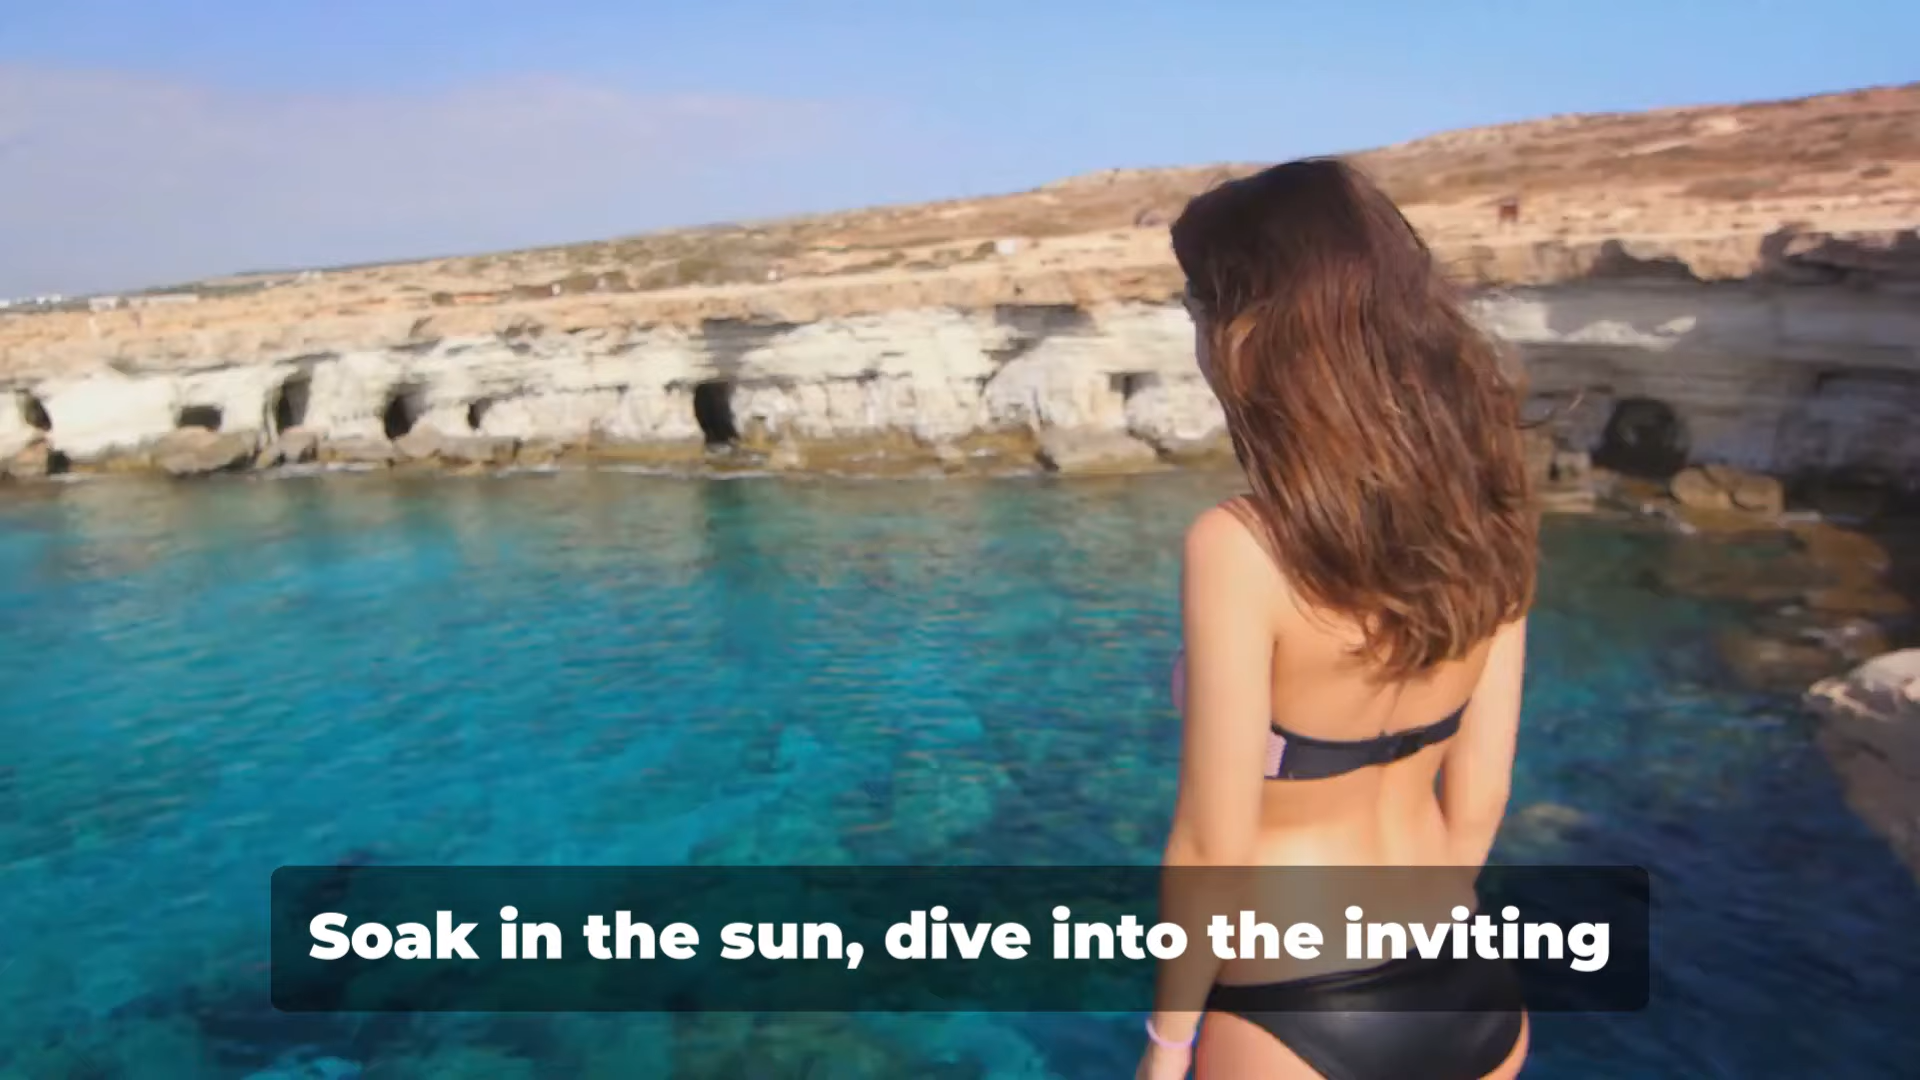 Soak in the sun, dive into the inviting